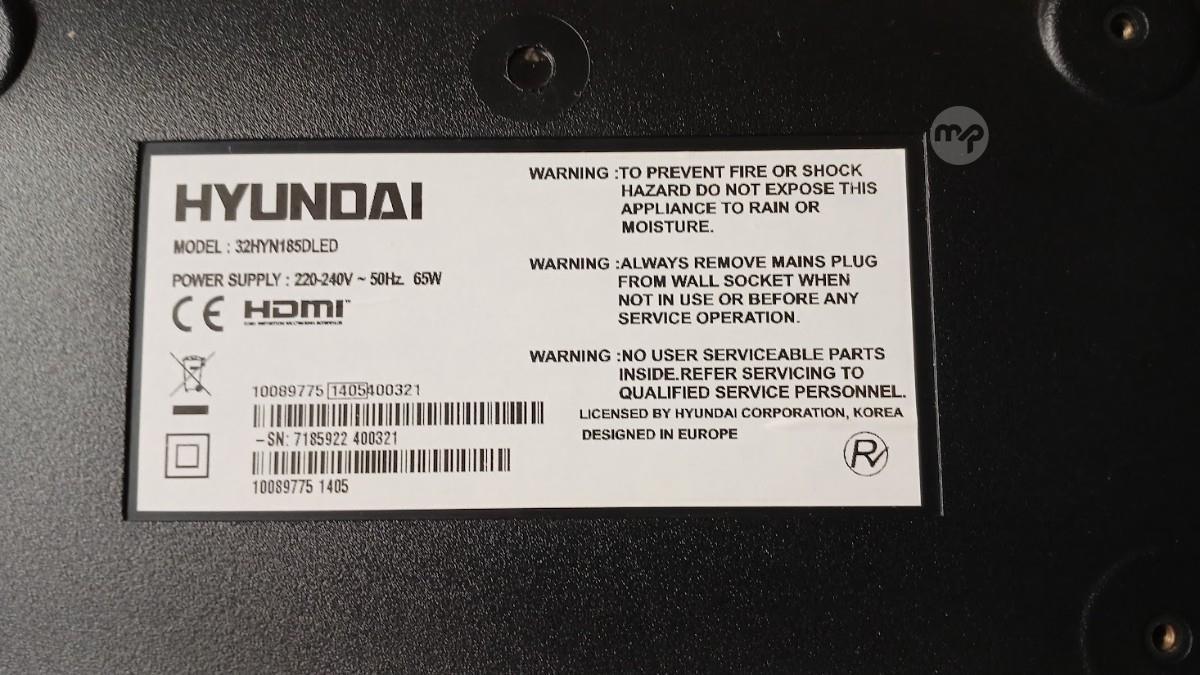 HYUNDAI
MODEL : 32HYN185DLED
POWER SUPPLY : 220-240V ~ 50Hz. 65W
CE HDMI™
10089775 1405400321
-SN: 7185922 400321
10089775 1405
WARNING :TO PREVENT FIRE OR SHOCK
HAZARD DO NOT EXPOSE THIS
APPLIANCE TO RAIN OR
MOISTURE.
WARNING :ALWAYS REMOVE MAINS PLUG
FROM WALL SOCKET WHEN
NOT IN USE OR BEFORE ANY
SERVICE OPERATION.
WARNING :NO USER SERVICEABLE PARTS
INSIDE.REFER SERVICING TO
QUALIFIED SERVICE PERSONNEL.
LICENSED BY HYUNDAI CORPORATION, KOREA
DESIGNED IN EUROPE
R
mp